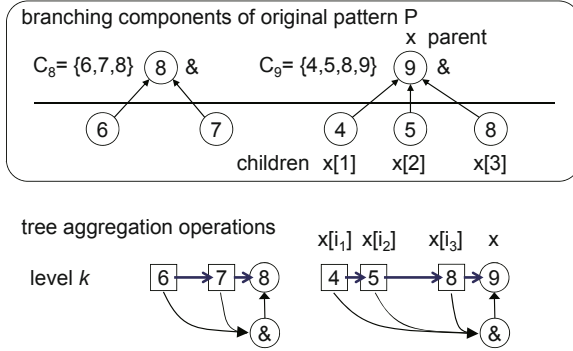 branching components of original pattern P
x parent
C8= {6,7,8} 8 & C9= {4,5,8,9} 9 &
6 7 4 5 8
children x[1] x[2] x[3]
tree aggregation operations
x[i1] x[i2] x[i3] x
level k 6 7 8 4 5 8 9
& &